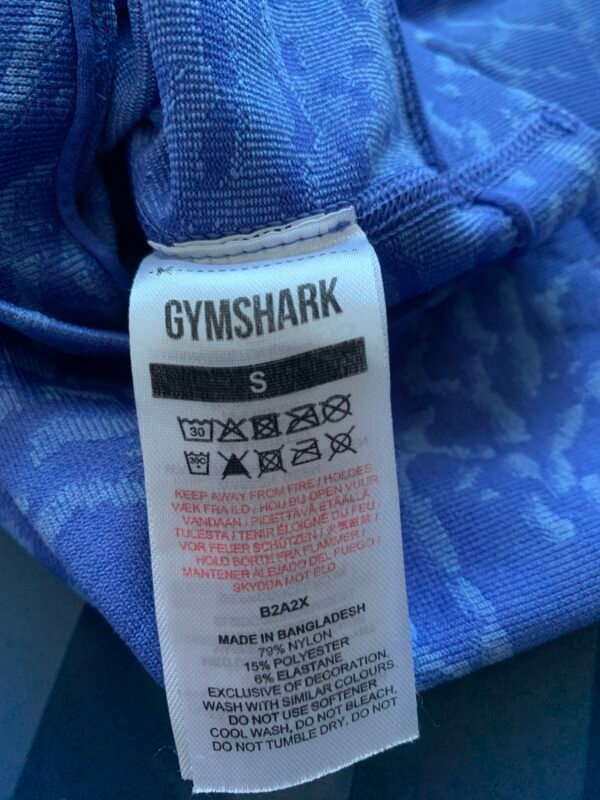 GYMSHARK
S
30
30C
KEEP AWAY FROM FIRE / HOLDES
VÆK FRA ILD / HOU BIJ OPEN VUUR
VANDAAN / PIDETTÄVÄ ETÄÄLLÄ
TULESTA / TENIR ÉLOIGNÉ DU FEU /
VOR FEUER SCHÜTZEN /
HOLD BORTE FRA FLAMMER /
MANTENER ALEJADO DEL FUEGO /
SKYDDA MOT ELD
B2A2X
MADE IN BANGLADESH
79% NYLON
15% POLYESTER
6% ELASTANE
EXCLUSIVE OF DECORATION.
WASH WITH SIMILAR COLOURS.
DO NOT USE SOFTENER
COOL WASH, DO NOT BLEACH,
DO NOT TUMBLE DRY, DO NOT